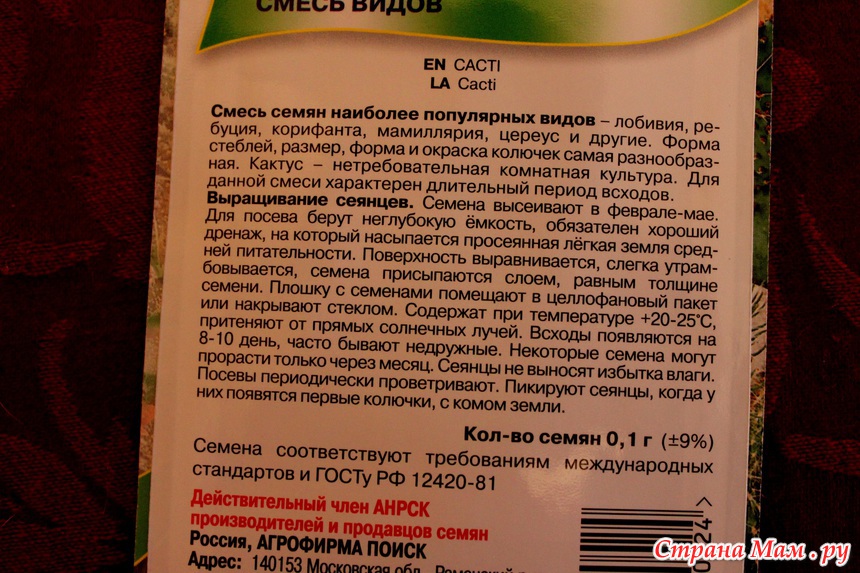 СМЕСЬ ВИДОВ
EN CACTI
LA Cacti
Смесь семян наиболее популярных видов – лобивия, ре-
буция, корифанта, мамиллярия, цереус и другие. Форма
стеблей, размер, форма и окраска колючек самая разнообраз-
ная. Кактус – нетребовательная комнатная культура. Для
данной смеси характерен длительный период всходов.
Выращивание сеянцев. Семена высеивают в феврале-мае.
Для посева берут неглубокую ёмкость, обязателен хороший
дренаж, на который насыпается просеянная лёгкая земля сред-
ней питательности. Поверхность выравнивается, слегка утрам-
бовывается, семена присыпаются слоем, равным толщине
семени. Плошку с семенами помещают в целлофановый пакет
или накрывают стеклом. Содержат при температуре +20-25°С,
притеняют от прямых солнечных лучей. Всходы появляются на
8-10 день, часто бывают недружные. Некоторые семена могут
прорасти только через месяц. Сеянцы не выносят избытка влаги.
Посевы периодически проветривают. Пикируют сеянцы, когда у
них появятся первые колючки, с комом земли.
Кол-во семян 0,1 г (±9%)
Семена соответствуют требованиям международных
стандартов и ГОСТу РФ 12420-81
Действительный член АНРСК
производителей и продавцов семян
Россия, АГРОФИРМА ПОИСК
Адрес: 140153 Московская обл.
Страна Мам.ру